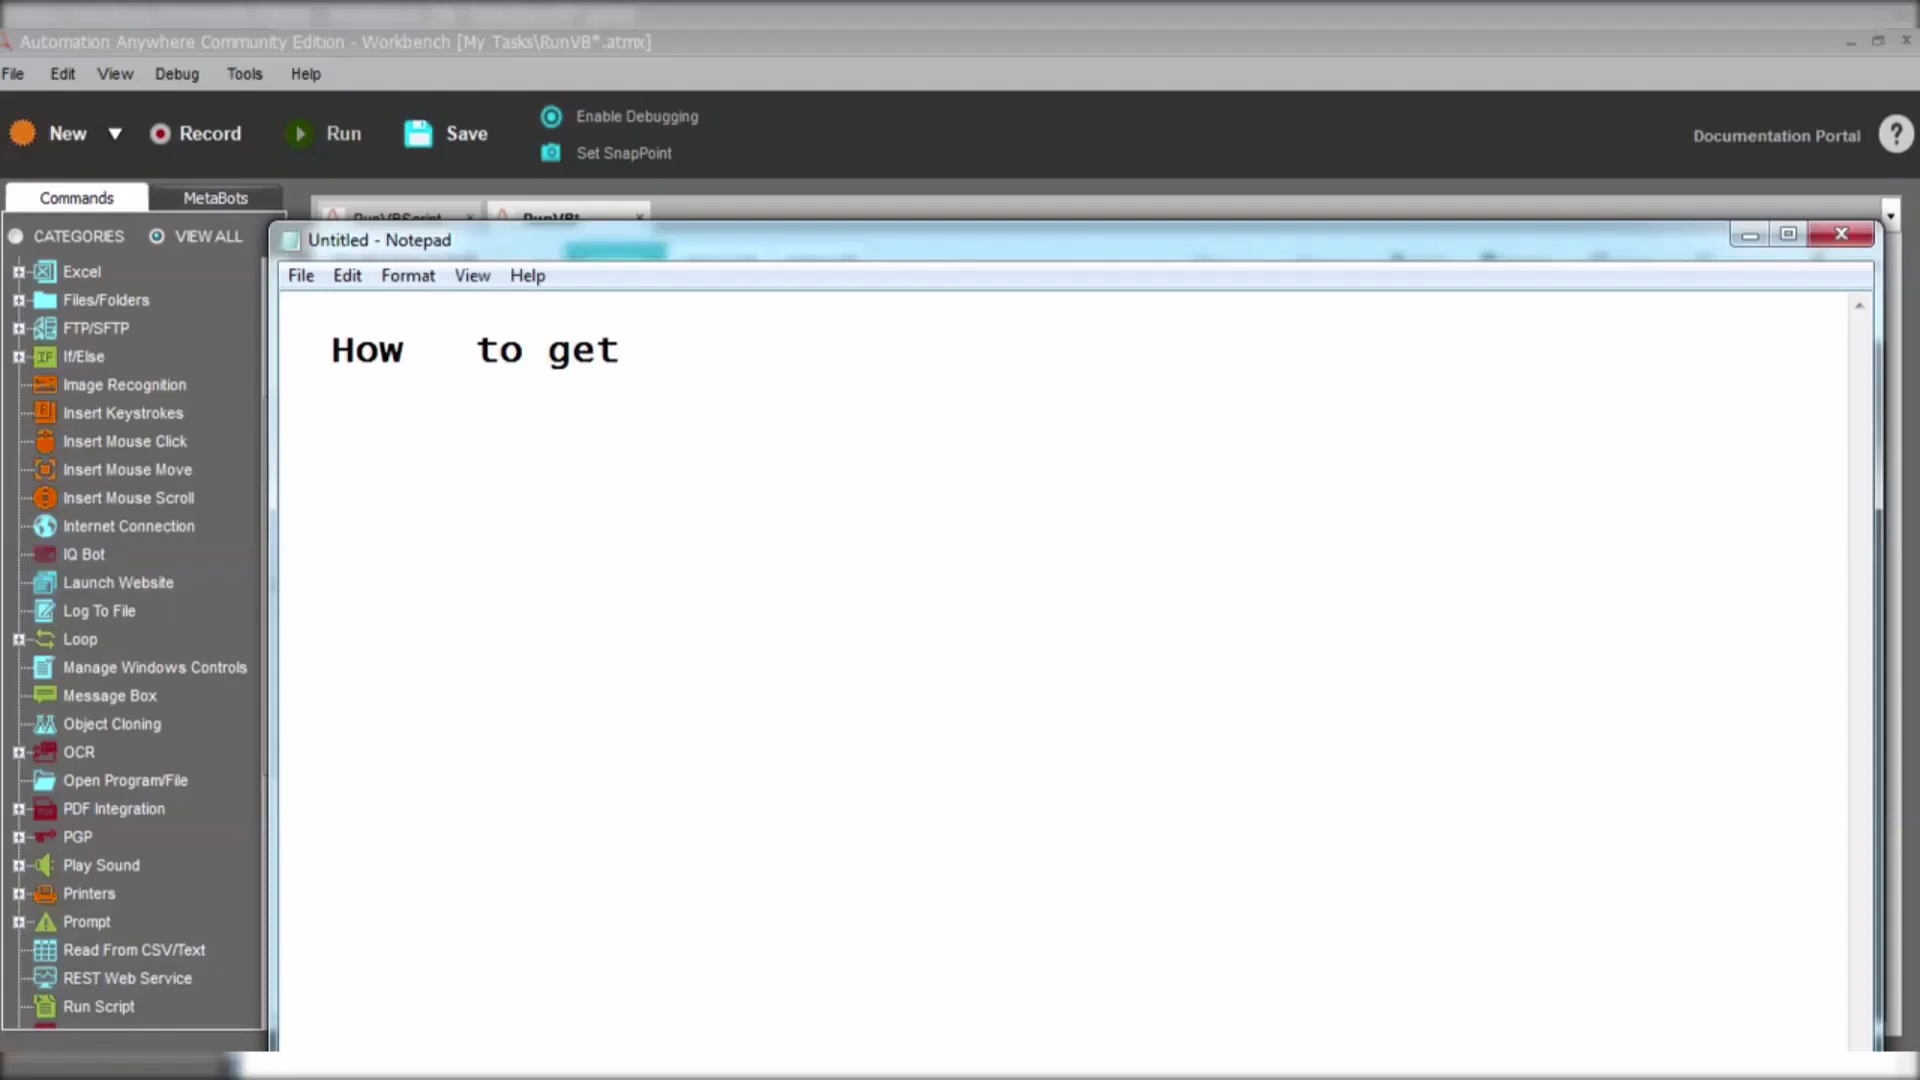 Automation Anywhere Community Edition - Workbench [My Tasks\RunVB*.atmx]
File Edit View Debug Tools Help
New Record Run Save
Enable Debugging
Set SnapPoint
Documentation Portal ?
Commands MetaBots
RunVBScript RunVB*
CATEGORIES VIEW ALL
Untitled - Notepad
File Edit Format View Help
How to get
Excel
Files/Folders
FTP/SFTP
If/Else
Image Recognition
Insert Keystrokes
Insert Mouse Click
Insert Mouse Move
Insert Mouse Scroll
Internet Connection
IQ Bot
Launch Website
Log To File
Loop
Manage Windows Controls
Message Box
Object Cloning
OCR
Open Program/File
PDF Integration
PGP
Play Sound
Printers
Prompt
Read From CSV/Text
REST Web Service
Run Script